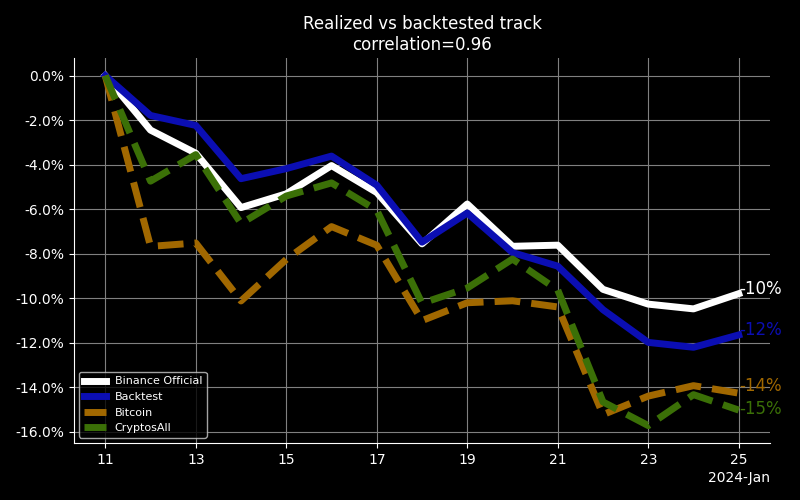 Realized vs backtested track
correlation=0.96
0.0%
-2.0%
-4.0%
-6.0%
-8.0%
-10.0%
-12.0%
-14.0%
-16.0%
-10%
-12%
-14%
-15%
Binance Official
Backtest
Bitcoin
CryptosAll
11 13 15 17 19 21 23 25
2024-Jan